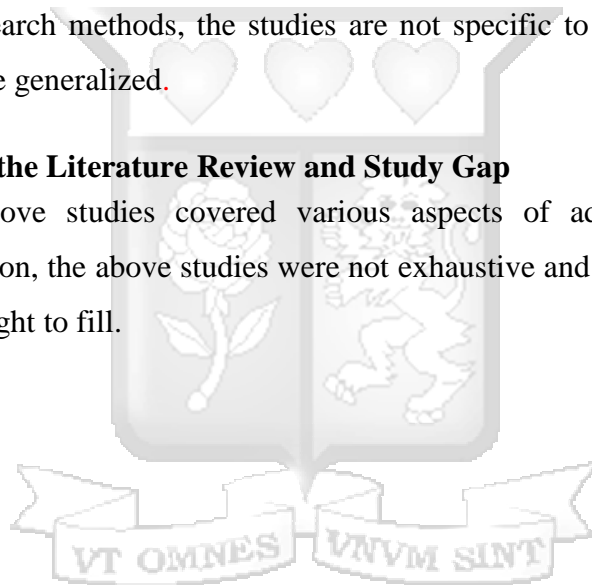 earch methods, the studies are not specific to
e generalized.
the Literature Review and Study Gap
ove studies covered various aspects of ac
on, the above studies were not exhaustive and
ght to fill.
VT OMNES VNVM SINT